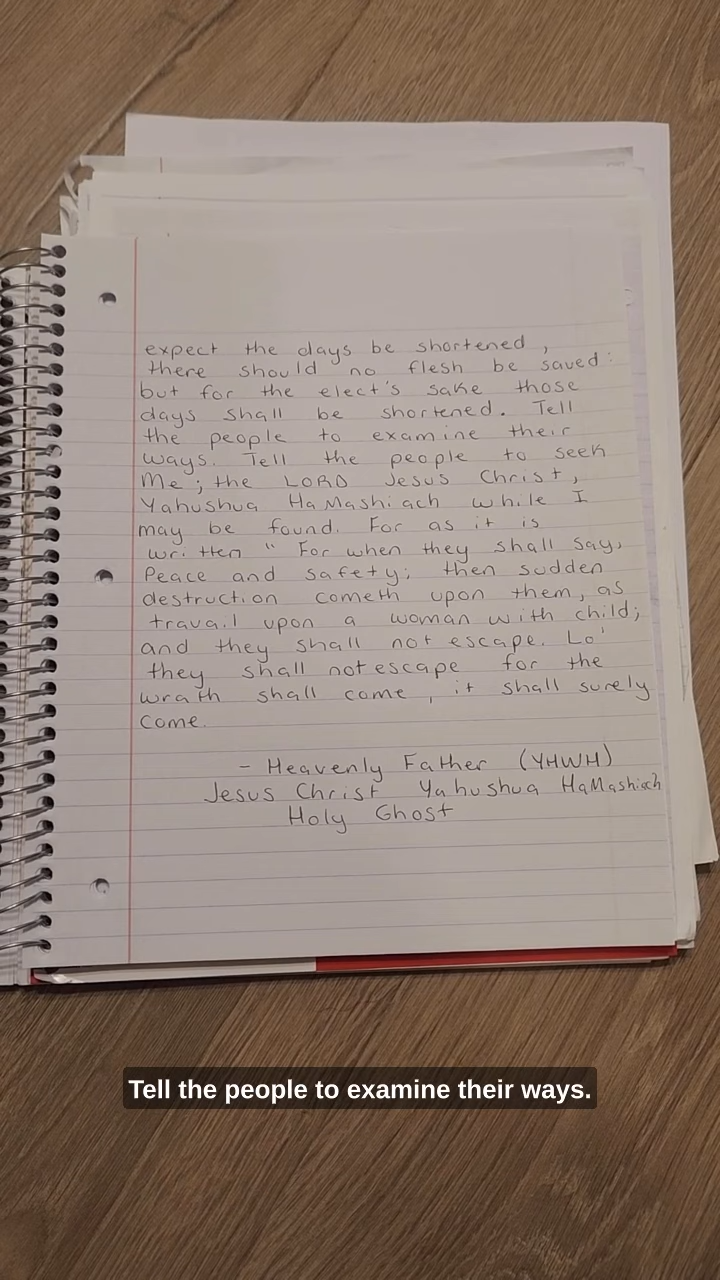 expect the days be shortened,
there should no flesh be saved:
but for the elect's sake those
days shall be shortened. Tell
the people to examine their
ways. Tell the people to seek
Me; the LORD Jesus Christ,
Yahushua HaMashiach while I
may be found. For as it is
written " For when they shall say,
Peace and safety; then sudden
destruction cometh upon them, as
travail upon a woman with child;
and they shall not escape. Lo'
they shall not escape for the
wrath shall come, it shall surely
come.
- Heavenly Father (YHWH)
Jesus Christ Yahushua HaMashiach
Holy Ghost
Tell the people to examine their ways.